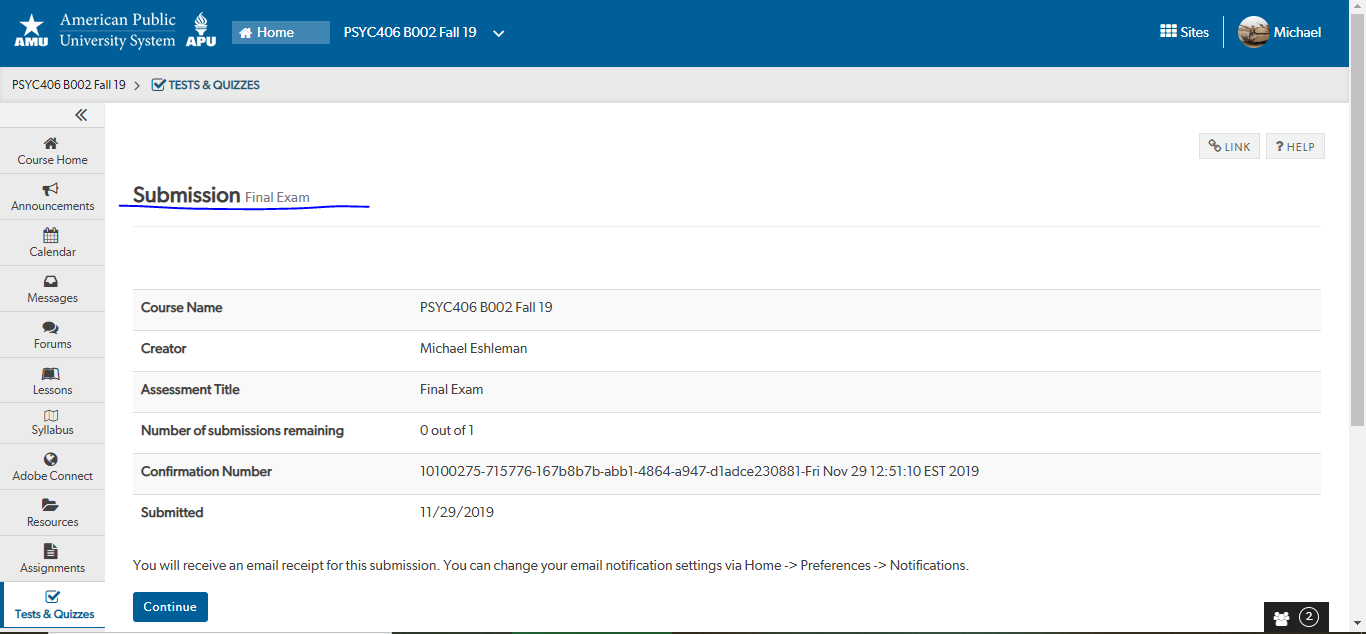 AMU
American Public
University System
APU
Home
PSYC406 B002 Fall 19
Sites
Michael
PSYC406 B002 Fall 19
TESTS & QUIZZES
Course Home
Announcements
Calendar
Messages
Forums
Lessons
Syllabus
Adobe Connect
Resources
Assignments
Tests & Quizzes
LINK
? HELP
Submission Final Exam
Course Name PSYC406 B002 Fall 19
Creator Michael Eshleman
Assessment Title Final Exam
Number of submissions remaining 0 out of 1
Confirmation Number 10100275-715776-167b8b7b-abb1-4864-a947-d1adce230881-Fri Nov 29 12:51:10 EST 2019
Submitted 11/29/2019
You will receive an email receipt for this submission. You can change your email notification settings via Home -> Preferences -> Notifications.
Continue
2